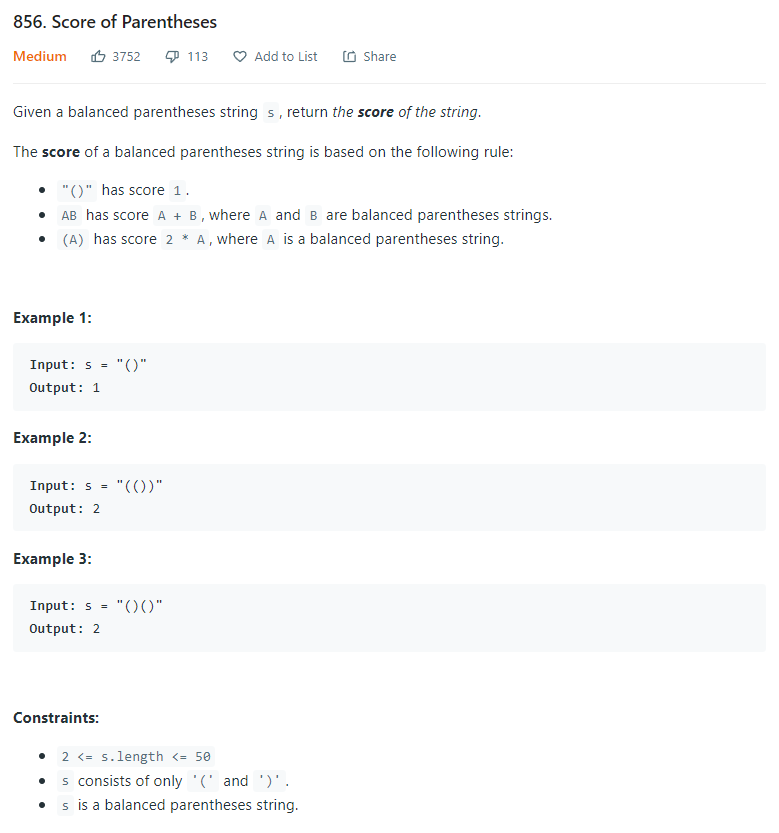 856. Score of Parentheses
Medium 3752 113 Add to List Share
Given a balanced parentheses string s, return the score of the string.
The score of a balanced parentheses string is based on the following rule:
• "()" has score 1.
• AB has score A + B, where A and B are balanced parentheses strings.
• (A) has score 2 * A, where A is a balanced parentheses string.
Example 1:
Input: s = "()"
Output: 1
Example 2:
Input: s = "(())"
Output: 2
Example 3:
Input: s = "()()"
Output: 2
Constraints:
• 2 <= s.length <= 50
• s consists of only '(' and ')'.
• s is a balanced parentheses string.